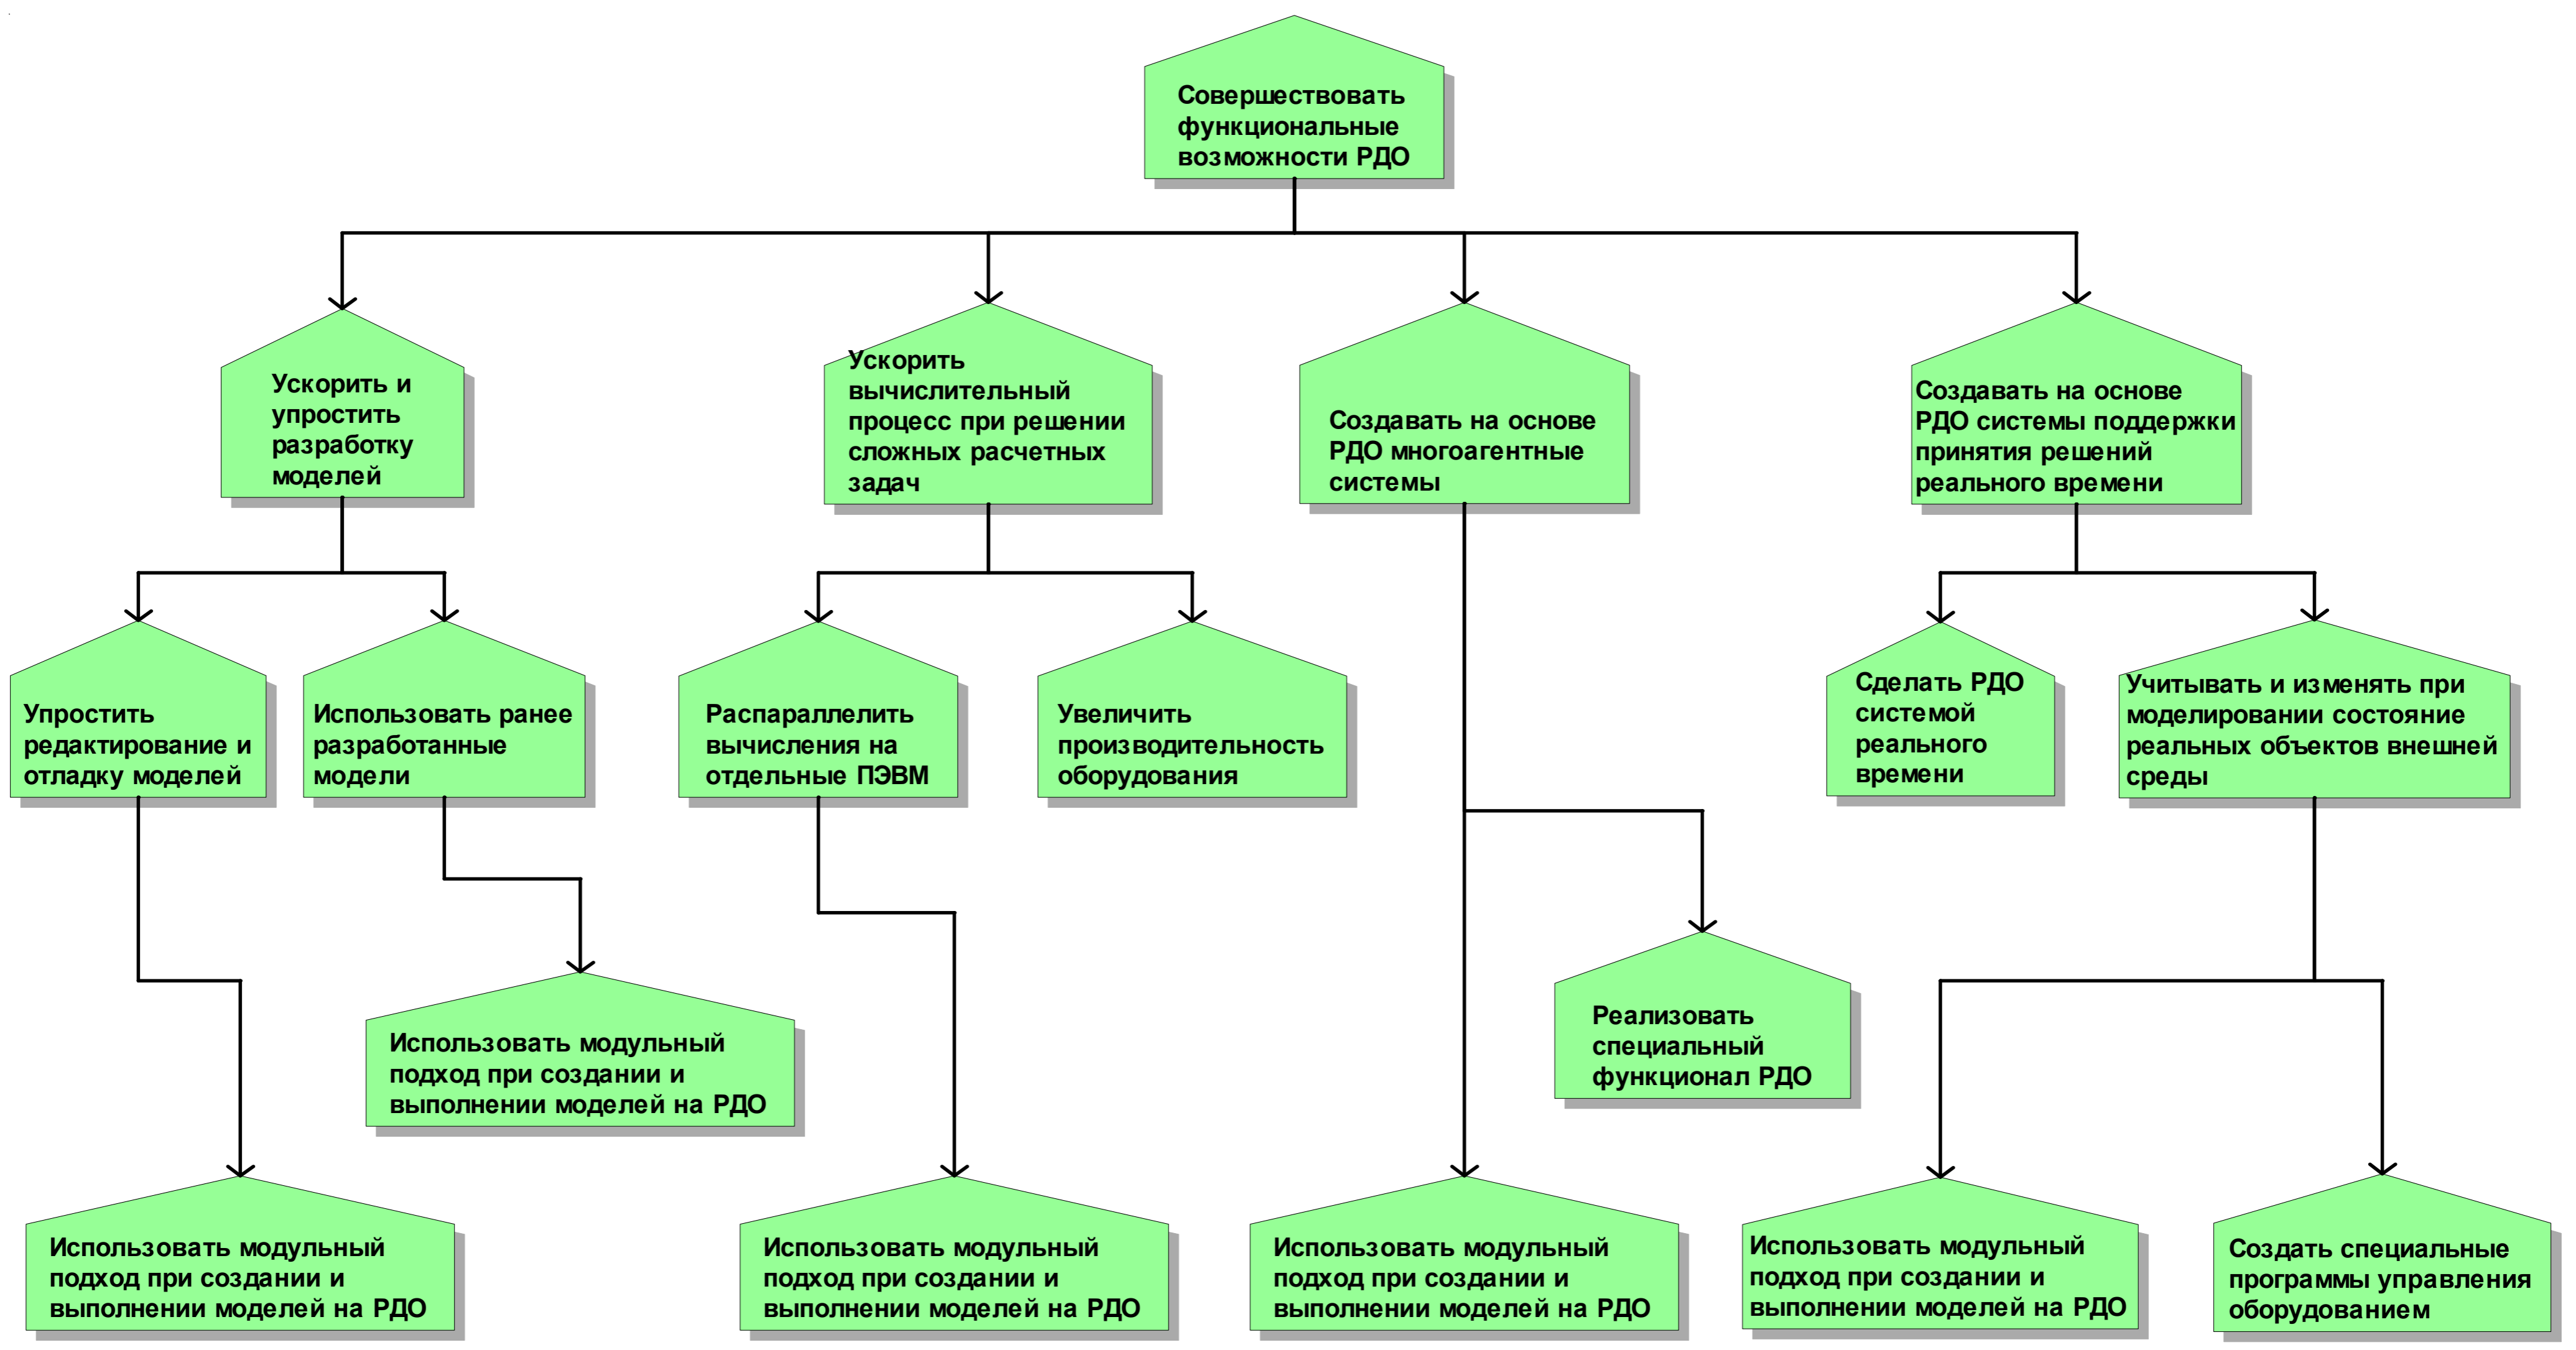 Совершествовать
функциональные
возможности РДО
Ускорить и
упростить
разработку
моделей
Ускорить
вычислительный
процесс при решении
сложных расчетных
задач
Создавать на основе
РДО многоагентные
системы
Создавать на основе
РДО системы поддержки
принятия решений
реального времени
Упростить
редактирование и
отладку моделей
Использовать ранее
разработанные
модели
Распараллелить
вычисления на
отдельные ПЭВМ
Увеличить
производительность
оборудования
Сделать РДО
системой
реального
времени
Учитывать и изменять при
моделировании состояние
реальных объектов внешней
среды
Использовать модульный
подход при создании и
выполнении моделей на РДО
Реализовать
специальный
функционал РДО
Использовать модульный
подход при создании и
выполнении моделей на РДО
Использовать модульный
подход при создании и
выполнении моделей на РДО
Использовать модульный
подход при создании и
выполнении моделей на РДО
Использовать модульный
подход при создании и
выполнении моделей на РДО
Создать специальные
программы управления
оборудованием